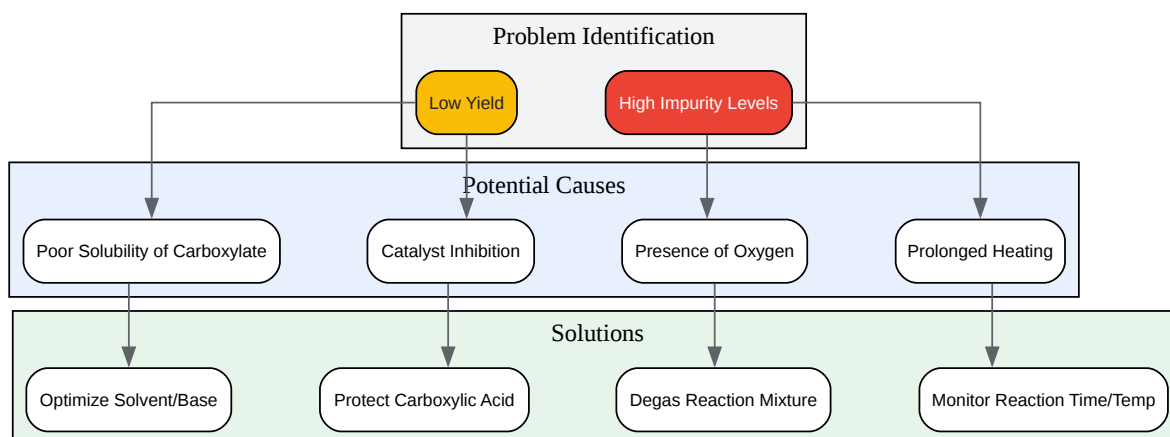 Problem Identification
Low Yield
High Impurity Levels
Potential Causes
Poor Solubility of Carboxylate
Catalyst Inhibition
Presence of Oxygen
Prolonged Heating
Solutions
Optimize Solvent/Base
Protect Carboxylic Acid
Degas Reaction Mixture
Monitor Reaction Time/Temp